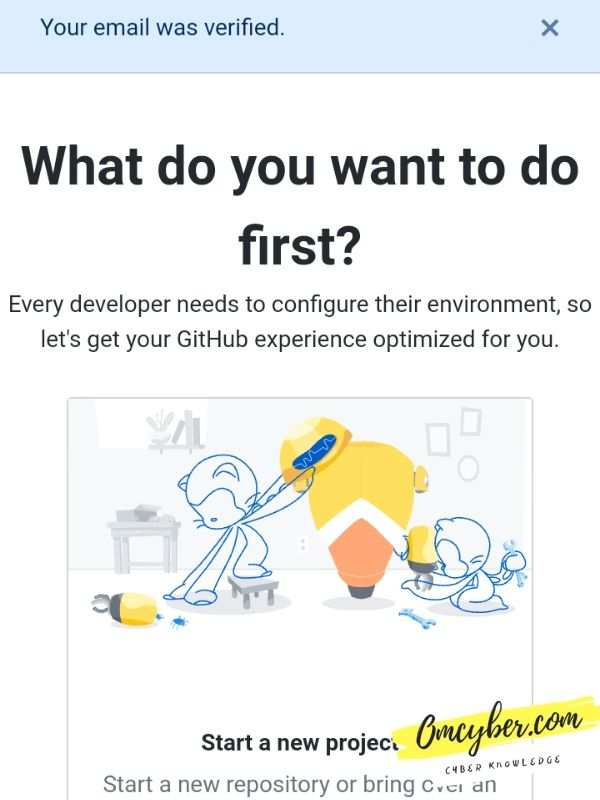 Your email was verified.
What do you want to do
first?
Every developer needs to configure their environment, so
let's get your GitHub experience optimized for you.
Start a new project
Omcyber.com
CYBER KNOWLEDGE
Start a new repository or bring over an